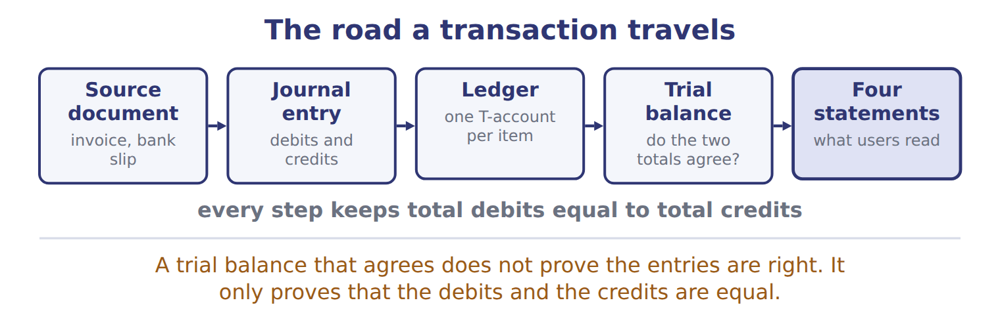 The road a transaction travels
Source
document
invoice, bank
slip
Journal
entry
debits and
credits
Ledger
one T-account
per item
Trial
balance
do the two
totals agree?
Four
statements
what users read
every step keeps total debits equal to total credits
A trial balance that agrees does not prove the entries are right. It
only proves that the debits and the credits are equal.